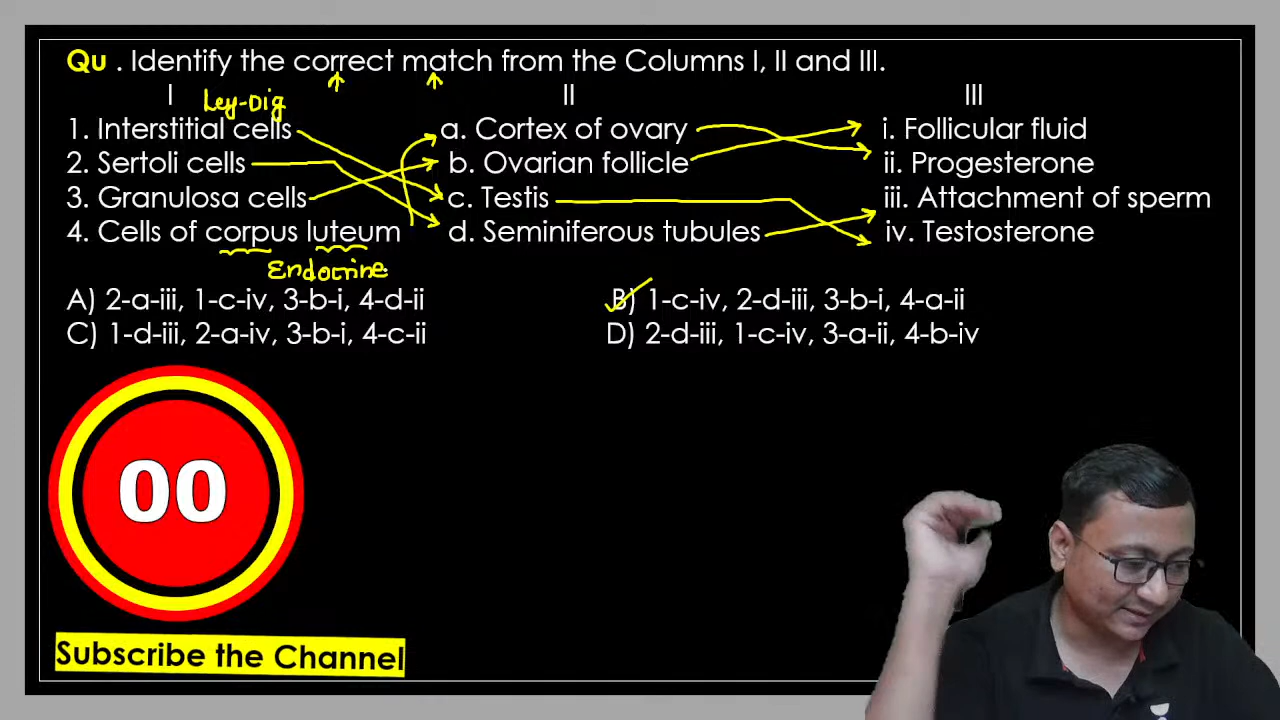 Qu . Identify the correct match from the Columns I, II and III.
I II III
Ley-Dig
1. Interstitial cells a. Cortex of ovary i. Follicular fluid
2. Sertoli cells b. Ovarian follicle ii. Progesterone
3. Granulosa cells c. Testis iii. Attachment of sperm
4. Cells of corpus luteum d. Seminiferous tubules iv. Testosterone
Endocrine
A) 2-a-iii, 1-c-iv, 3-b-i, 4-d-ii B) 1-c-iv, 2-d-iii, 3-b-i, 4-a-ii
C) 1-d-iii, 2-a-iv, 3-b-i, 4-c-ii D) 2-d-iii, 1-c-iv, 3-a-ii, 4-b-iv
00
Subscribe the Channel